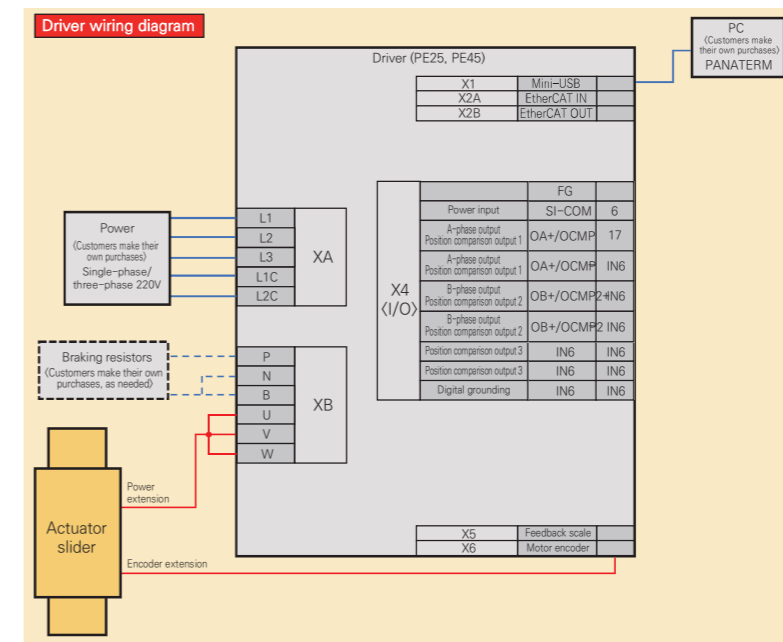 Driver wiring diagram
PC
(Customers make
their own purchases)
PANATERM
Driver (PE25, PE45)
X1 Mini-USB
X2A EtherCAT IN
X2B EtherCAT OUT
Power
(Customers make their
own purchases)
Single-phase/
three-phase 220V
L1
L2
L3
L1C
L2C
XA
Braking resistors
(Customers make their own
purchases, as needed)
P
N
B
U
V
W
XB
X4
〈I/O〉
FG
Power input SI-COM 6
A-phase output
Position comparison output 1
OA+/OCMP 17
A-phase output
Position comparison output 1
OA+/OCMP- IN6
B-phase output
Position comparison output 2
OB+/OCMP2+ IN6
B-phase output
Position comparison output 2
OB+/OCMP-2 IN6
Position comparison output 3 IN6 IN6
Position comparison output 3 IN6 IN6
Digital grounding IN6 IN6
Actuator
slider
Power
extension
Encoder extension
X5 Feedback scale
X6 Motor encoder